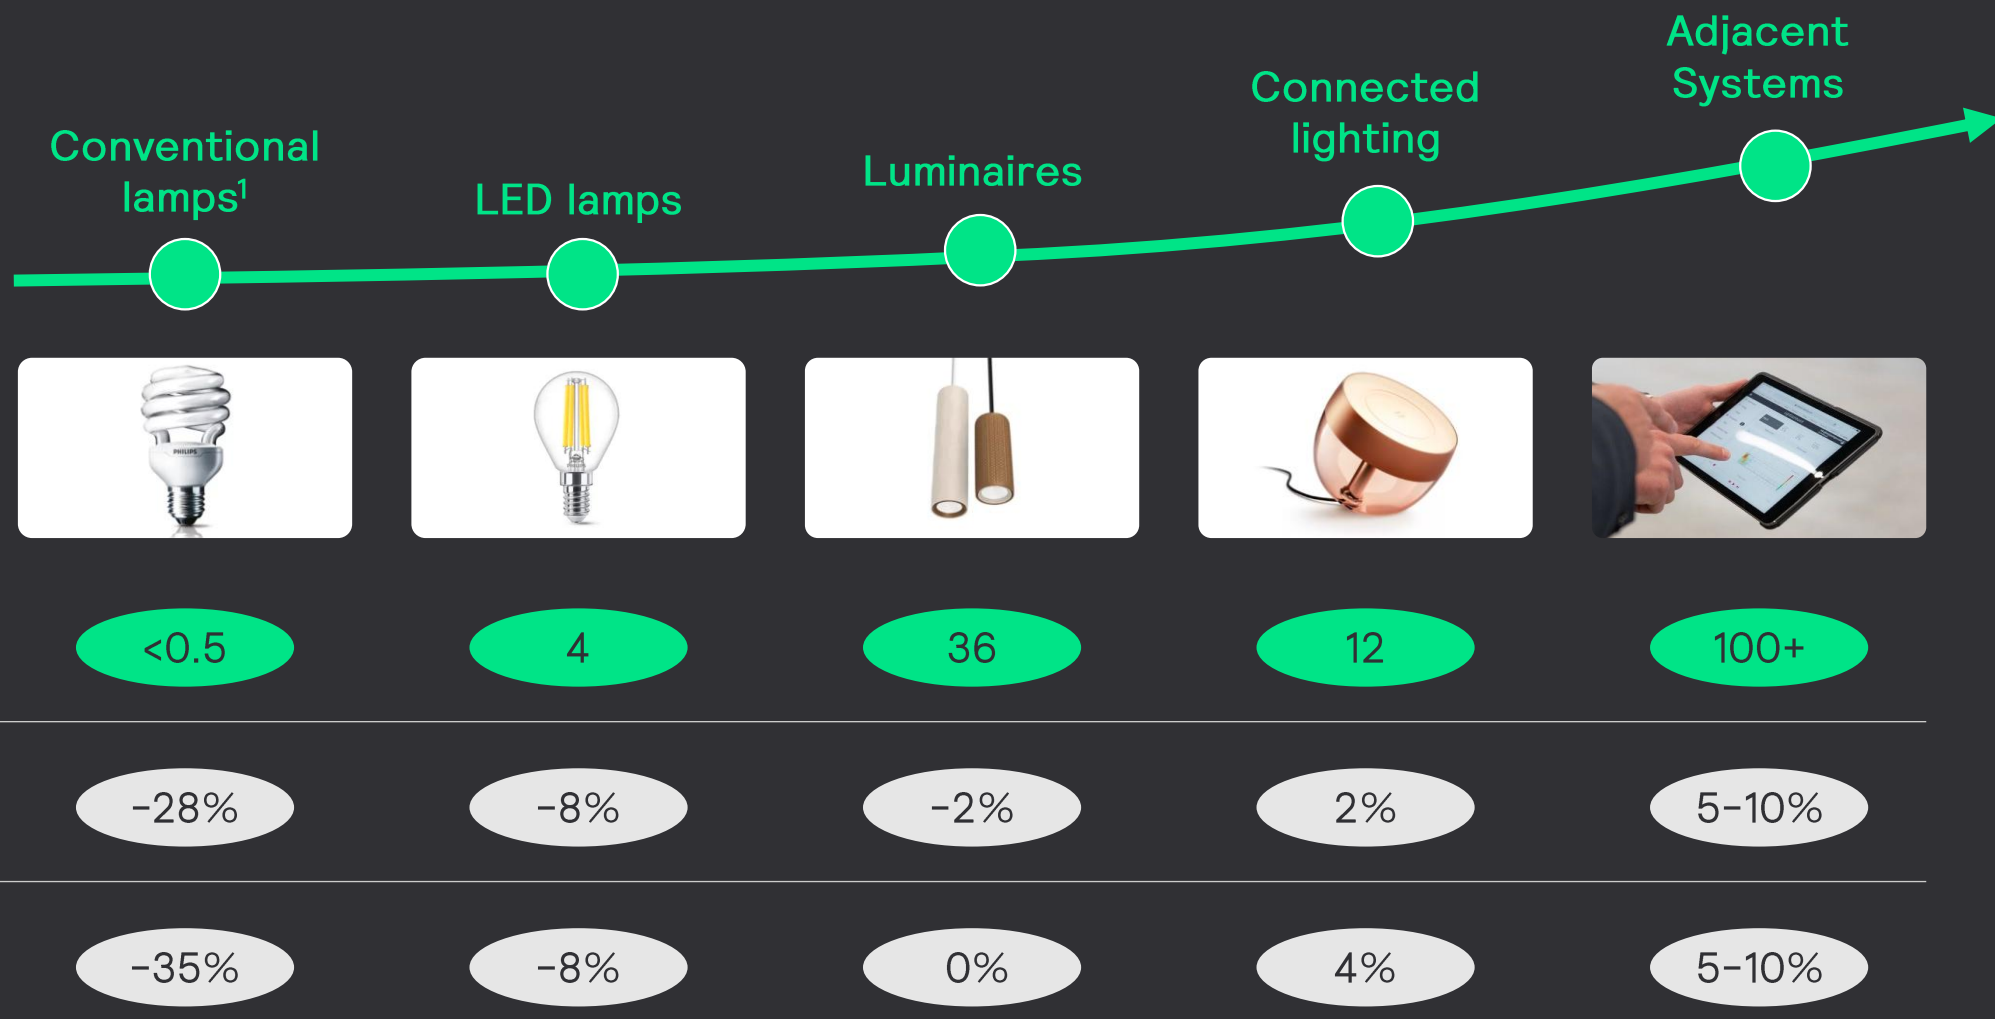 Conventional
lamps¹
LED lamps
Luminaires
Connected
lighting
Adjacent
Systems
PHILIPS
<0.5 4 36 12 100+
-28% -8% -2% 2% 5-10%
-35% -8% 0% 4% 5-10%